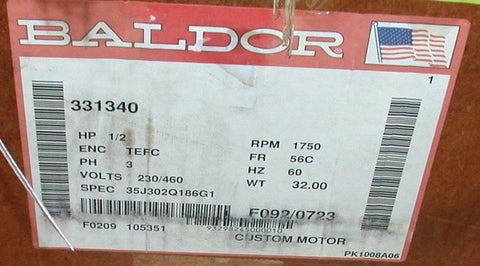 BALDOR
1
331340
HP 1/2
RPM 1750
ENC TEFC
FR 56C
PH 3
HZ 60
VOLTS 230/460
WT 32.00
SPEC 35J302Q186G1
F092/0723
F0209 105351
CUSTOM MOTOR
PK1008A06